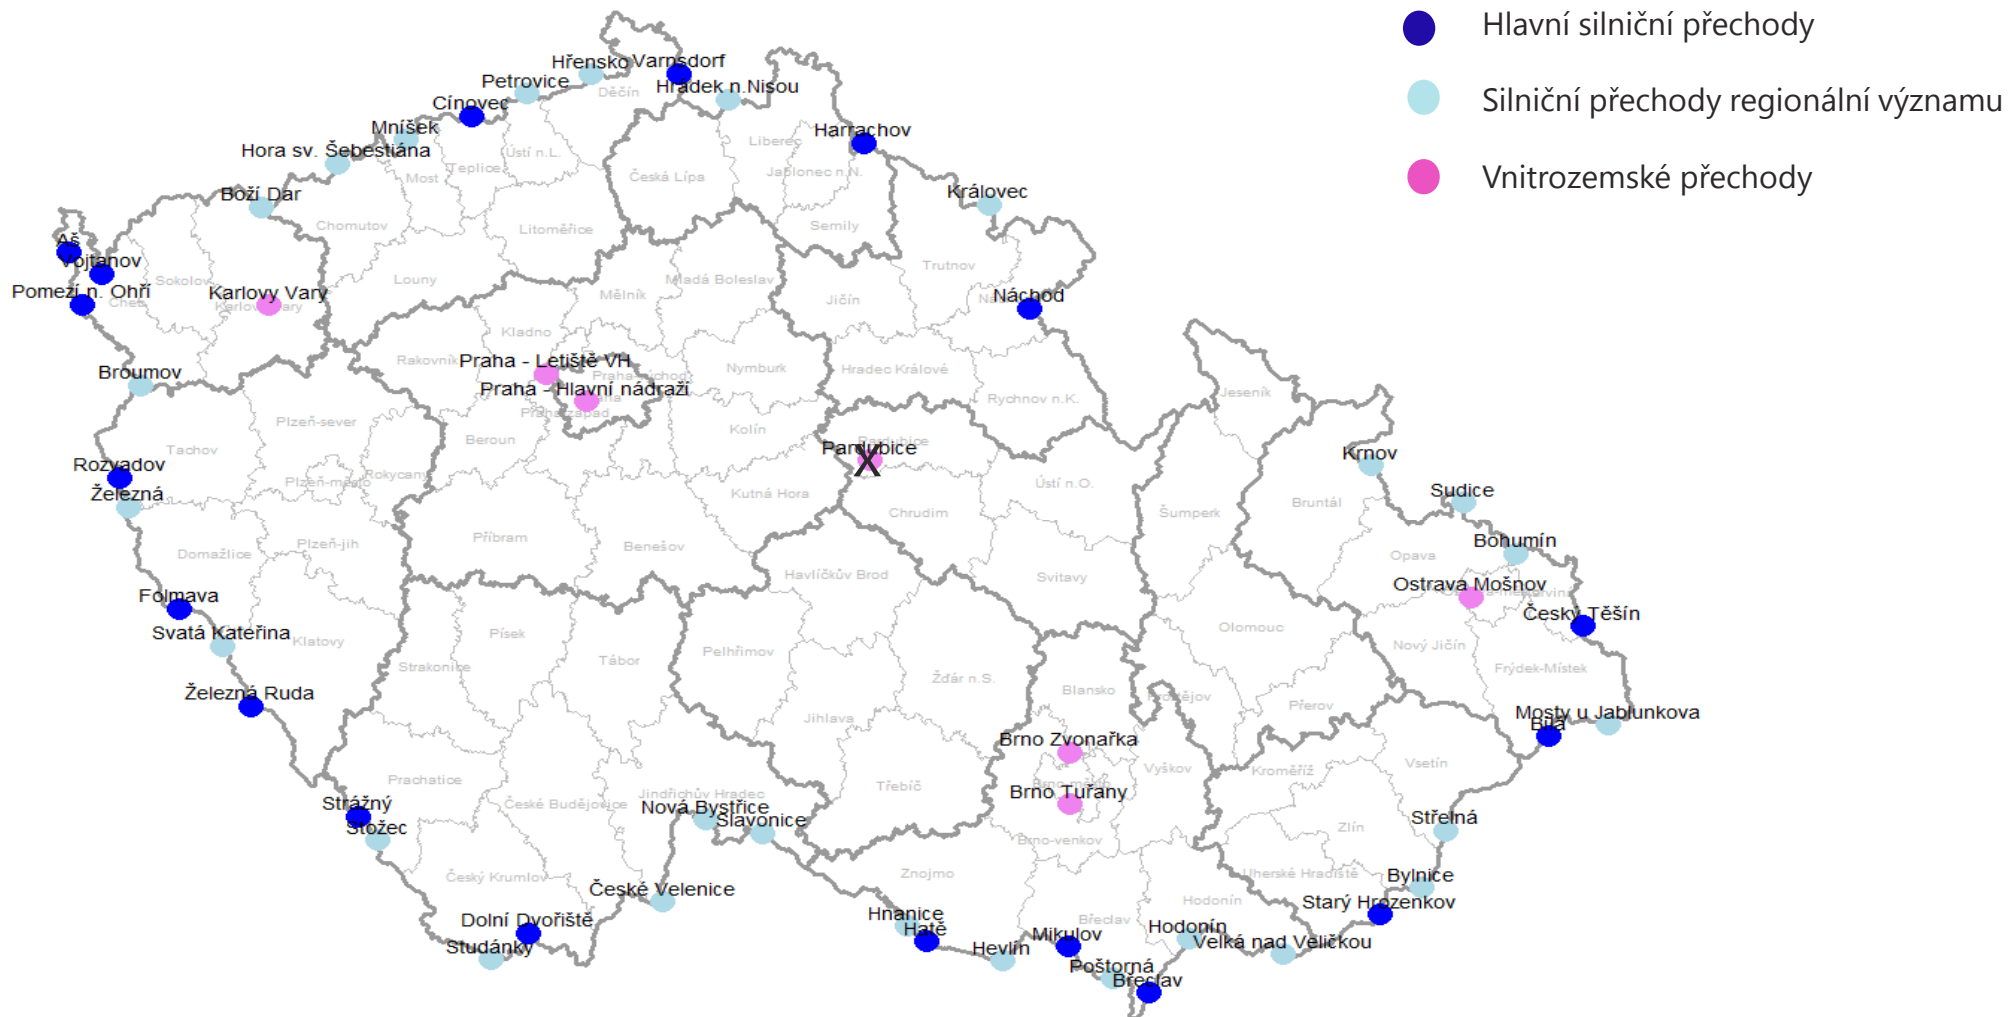 Hlavní silniční přechody
Silniční přechody regionální významu
Vnitrozemské přechody
Hřensko
Varnsdorf
Petrovice
Děčín
Hrádek n.Nisou
Cínovec
Mníšek
Harrachov
Liberec
Hora sv. Šebestiána
Ústí n.L.
Teplice
Most
Česká Lípa
Jablonec n.N.
Boží Dar
Královec
Chomutov
Litoměřice
Semily
Aš
Vojtanov
Trutnov
Sokolov
Louny
Mladá Boleslav
Pomezí n. Ohří
Cheb
Karlovy Vary
Mělník
Jičín
Náchod
Kladno
Rakovník
Praha - Letiště VH
Nymburk
Hradec Králové
Broumov
Praha - Hlavní nádraží
Praha-západ
Rychnov n.K.
Jeseník
Plzeň-sever
Beroun
Kolín
Pardubice
Pardubice
X
Tachov
Krnov
Rozvadov
Rokycany
Plzeň-město
Železná
Kutná Hora
Ústí n.O.
Sudice
Chrudim
Šumperk
Bruntál
Domažlice
Plzeň-jih
Příbram
Benešov
Bohumín
Opava
Havlíčkův Brod
Svitavy
Ostrava Mošnov
Folmava
Český Těšín
Svatá Kateřina
Klatovy
Písek
Olomouc
Nový Jičín
Strakonice
Tábor
Pelhřimov
Frýdek-Místek
Železná Ruda
Žďár n.S.
Blansko
Prostějov
Přerov
Jihlava
Mosty u Jablunkova
Bílá
Brno Zvonařka
Vyškov
Kroměříž
Vsetín
Prachatice
Třebíč
Brno-město
Brno Tuřany
Strážný
České Budějovice
Jindřichův Hradec
Nová Bystřice
Slavonice
Stožec
Střelná
Zlín
Brno-venkov
Český Krumlov
Znojmo
Uherské Hradiště
Bylnice
České Velenice
Hodonín
Starý Hrozenkov
Dolní Dvořiště
Hnanice
Hatě
Břeclav
Hodonín
Mikulov
Velká nad Veličkou
Studánky
Hevlín
Poštorná
Břeclav